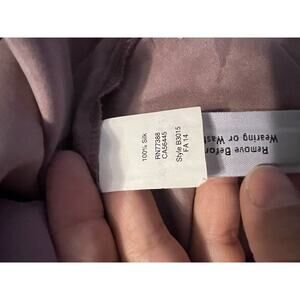 100% Silk
RN77388
CA56445
Style B3015
FA 14
Remove Before
Wearing or Wash